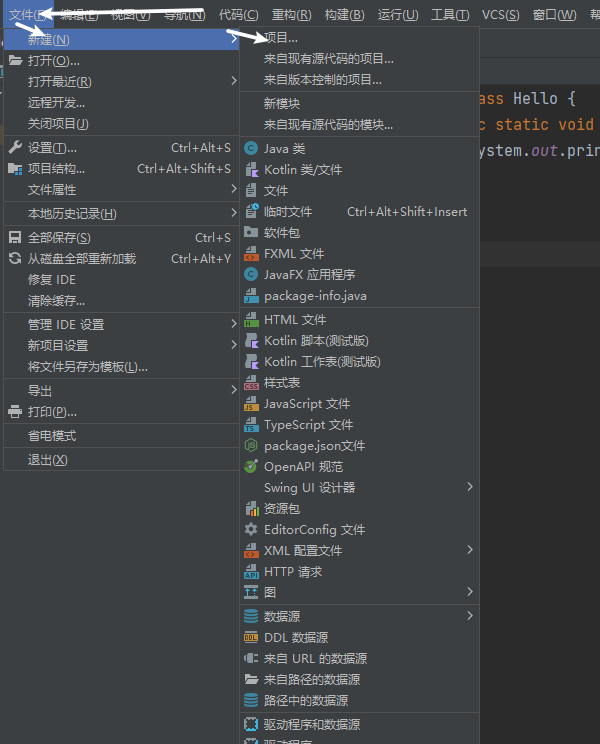 文件(F) 编辑(E) 视图(V) 导航(N) 代码(C) 重构(R) 构建(B) 运行(U) 工具(T) VCS(S) 窗口(W) 帮助(
新建(N)
打开(O)...
打开最近(R)
远程开发...
关闭项目(J)
设置(T)... Ctrl+Alt+S
项目结构... Ctrl+Alt+Shift+S
文件属性
本地历史记录(H)
全部保存(S) Ctrl+S
从磁盘全部重新加载 Ctrl+Alt+Y
修复 IDE
清除缓存...
管理 IDE 设置
新项目设置
将文件另存为模板(L)...
导出
打印(P)...
省电模式
退出(X)
项目...
来自现有源代码的项目...
来自版本控制的项目...
新模块
来自现有源代码的模块...
Java 类
Kotlin 类/文件
文件
临时文件 Ctrl+Alt+Shift+Insert
软件包
FXML 文件
JavaFX 应用程序
package-info.java
HTML 文件
Kotlin 脚本(测试版)
Kotlin 工作表(测试版)
样式表
JavaScript 文件
TypeScript 文件
package.json文件
OpenAPI 规范
Swing UI 设计器
资源包
EditorConfig 文件
XML 配置文件
HTTP 请求
图
数据源
DDL 数据源
来自 URL 的数据源
来自路径的数据源
路径中的数据源
驱动程序和数据源
驱动程序
ass Hello {
c static void
ystem.out.prin